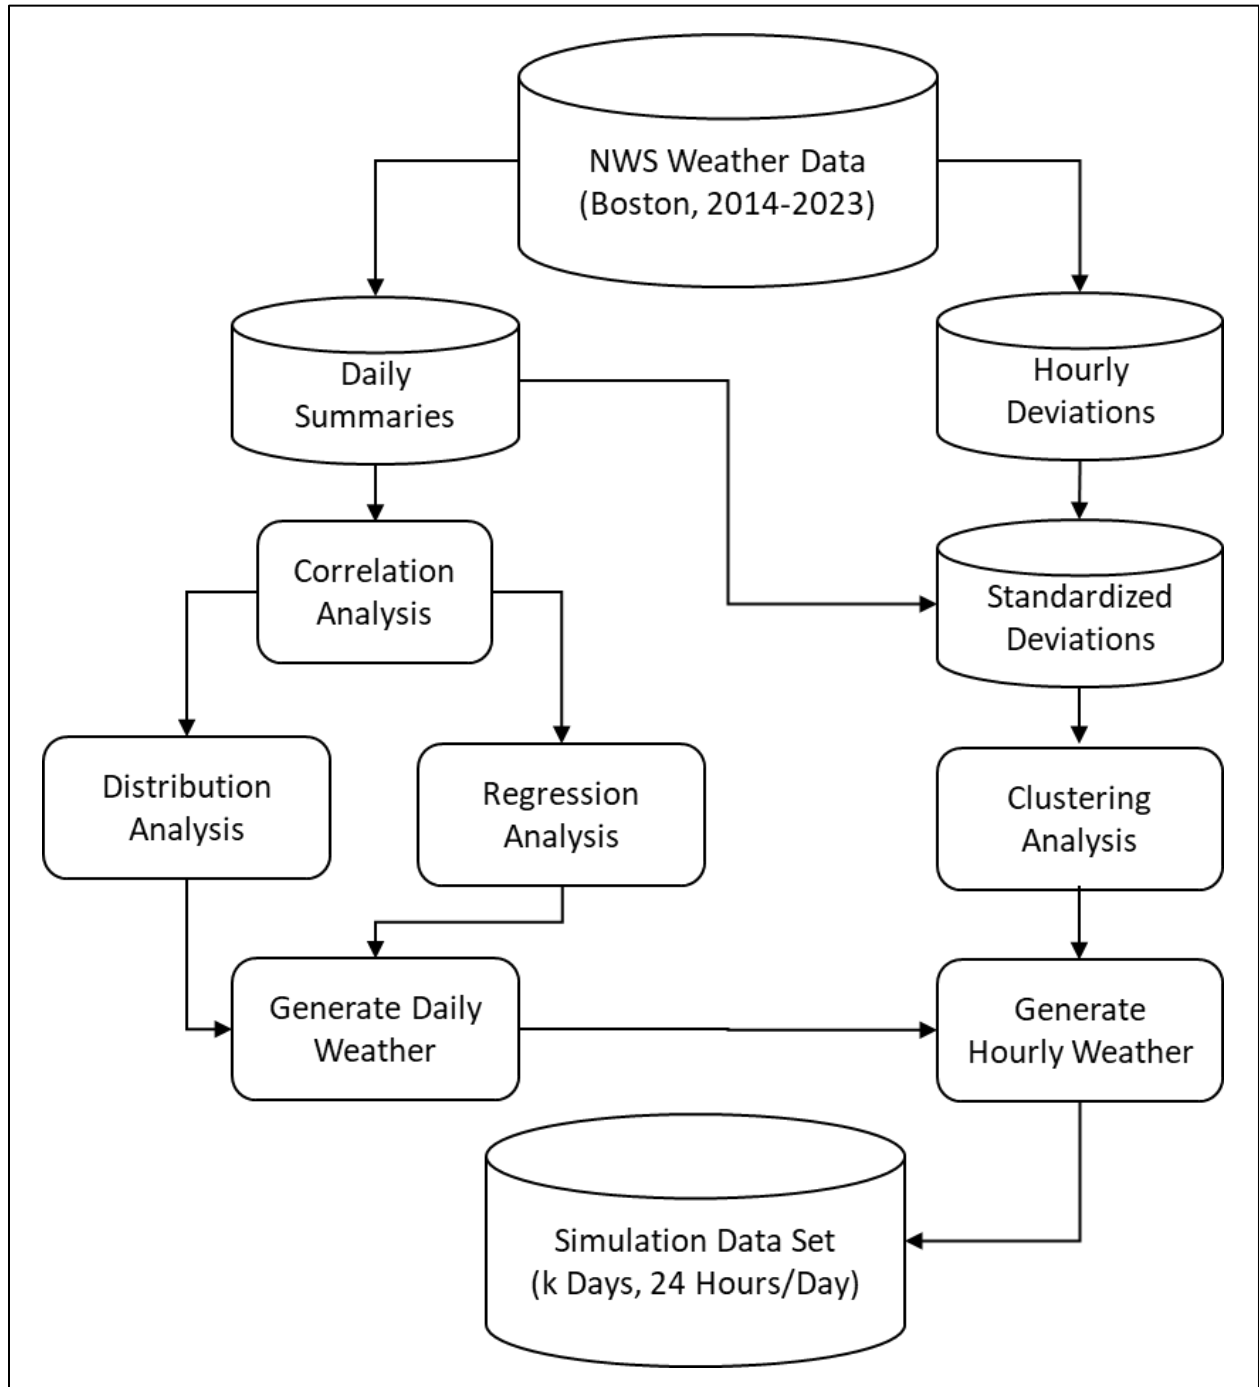 NWS Weather Data
(Boston, 2014-2023)
Daily
Summaries
Hourly
Deviations
Correlation
Analysis
Standardized
Deviations
Distribution
Analysis
Regression
Analysis
Clustering
Analysis
Generate Daily
Weather
Generate
Hourly Weather
Simulation Data Set
(k Days, 24 Hours/Day)